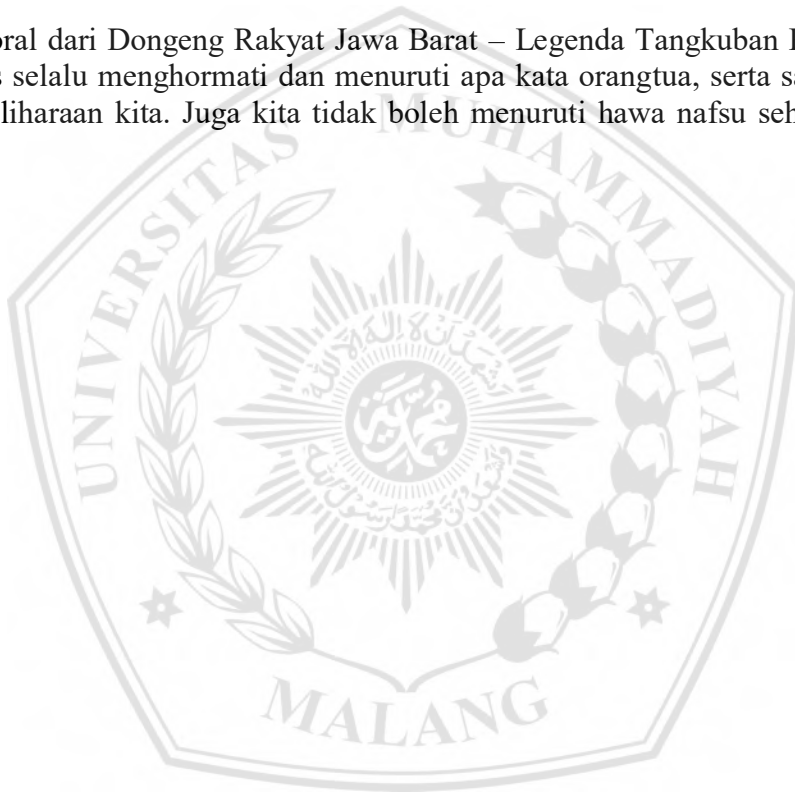 oral dari Dongeng Rakyat Jawa Barat – Legenda Tangkuban
s selalu menghormati dan menuruti apa kata orangtua, serta
liharaan kita. Juga kita tidak boleh menuruti hawa nafsu
UNIVERSITAS MUHAMMADIYAH
MALANG